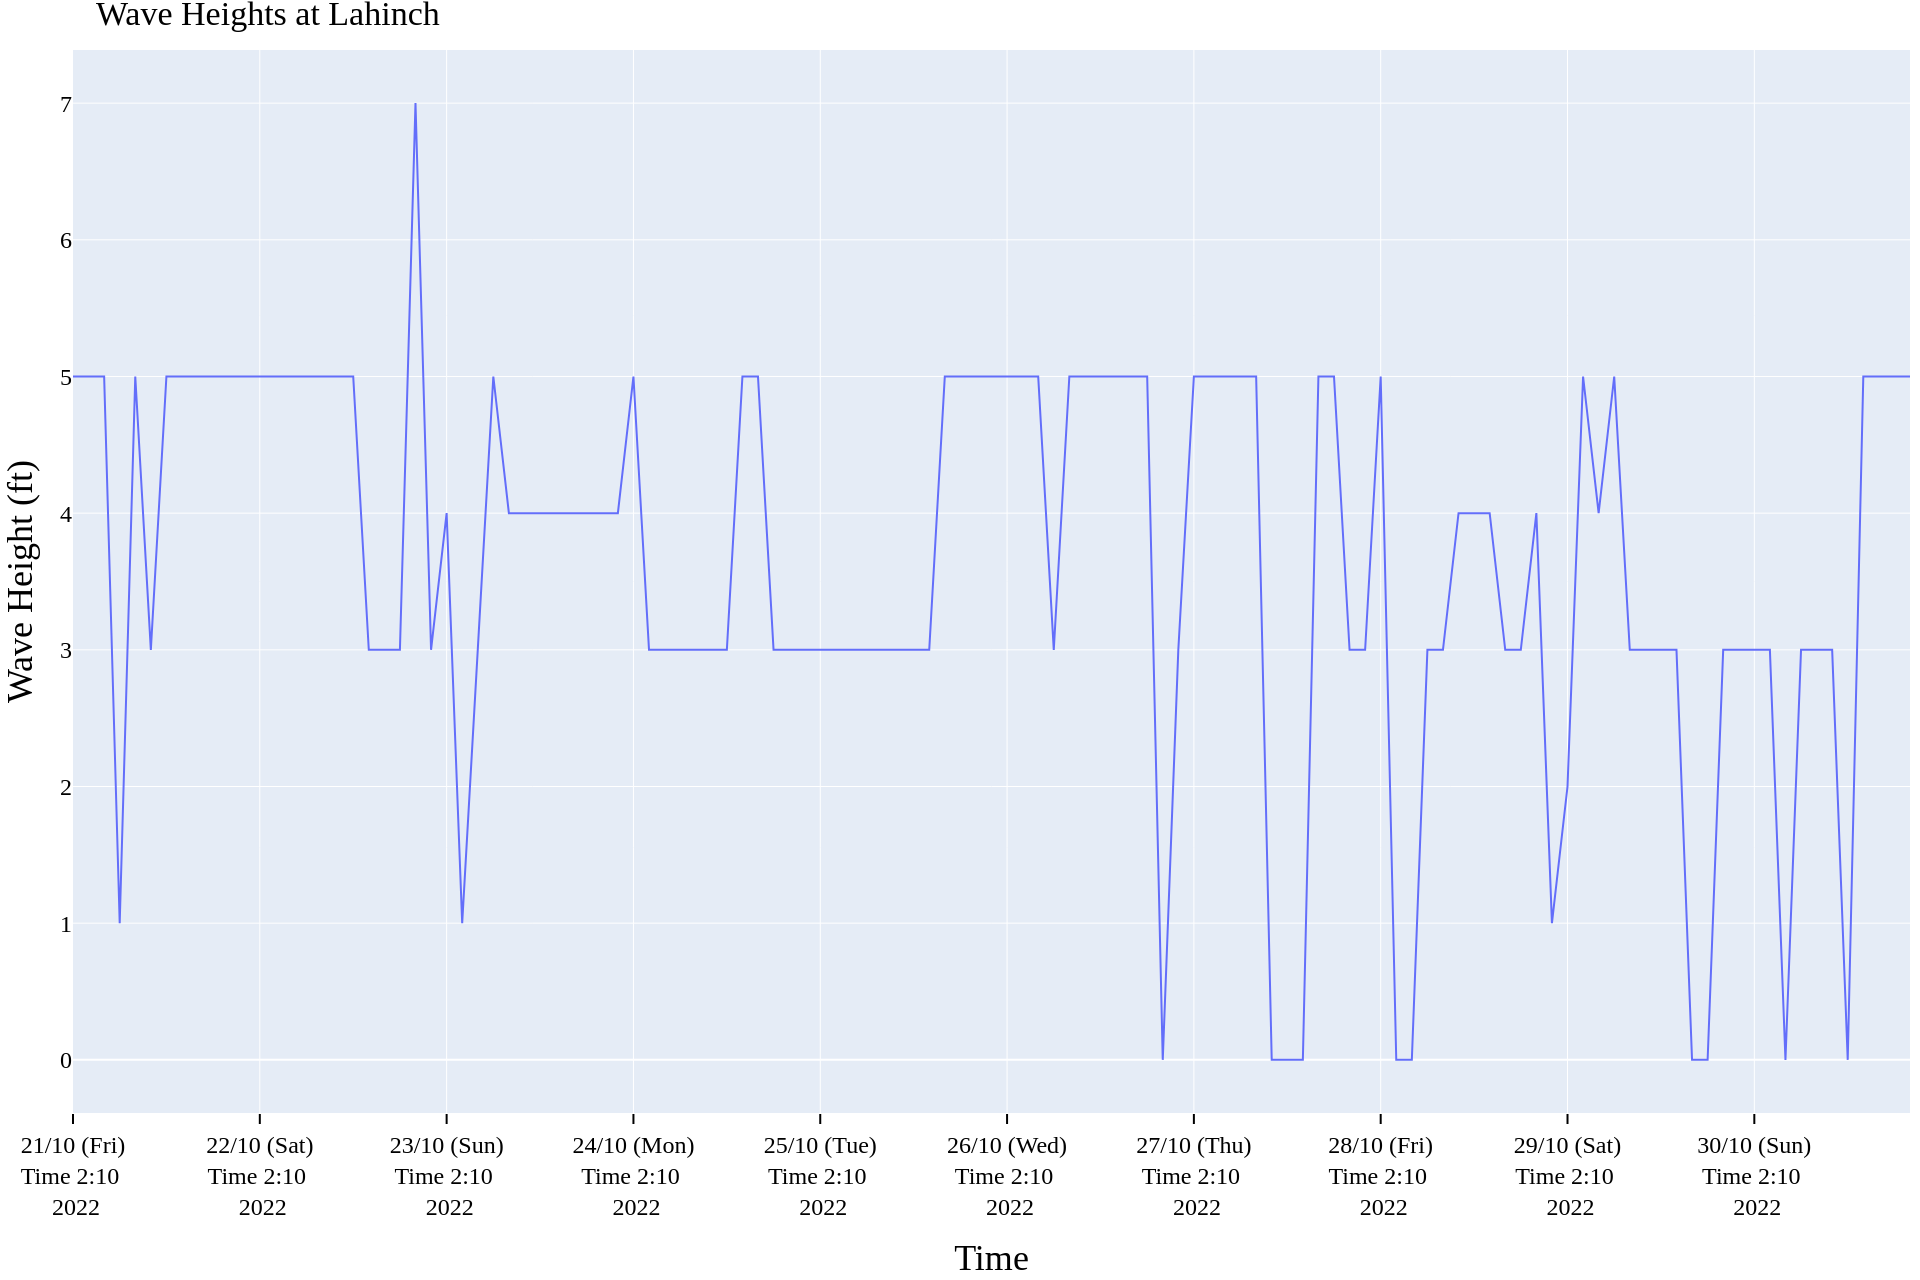 Wave Heights at Lahinch
Wave Height (ft)
7
6
5
4
3
2
1
0
21/10 (Fri)
Time 2:10
2022
22/10 (Sat)
Time 2:10
2022
23/10 (Sun)
Time 2:10
2022
24/10 (Mon)
Time 2:10
2022
25/10 (Tue)
Time 2:10
2022
26/10 (Wed)
Time 2:10
2022
27/10 (Thu)
Time 2:10
2022
28/10 (Fri)
Time 2:10
2022
29/10 (Sat)
Time 2:10
2022
30/10 (Sun)
Time 2:10
2022
Time